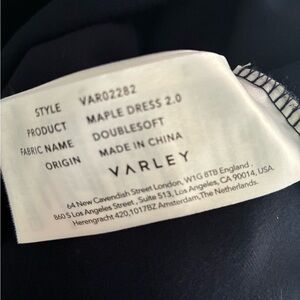 STYLE VAR02282
PRODUCT MAPLE DRESS 2.0
FABRIC NAME DOUBLESOFT
ORIGIN MADE IN CHINA
VARLEY
64 New Cavendish Street London, W1G 8TB England .
860 S Los Angeles Street , Suite 513, Los Angeles, CA 90014, USA.
Herengracht 420, 1017BZ Amsterdam, The Netherlands.